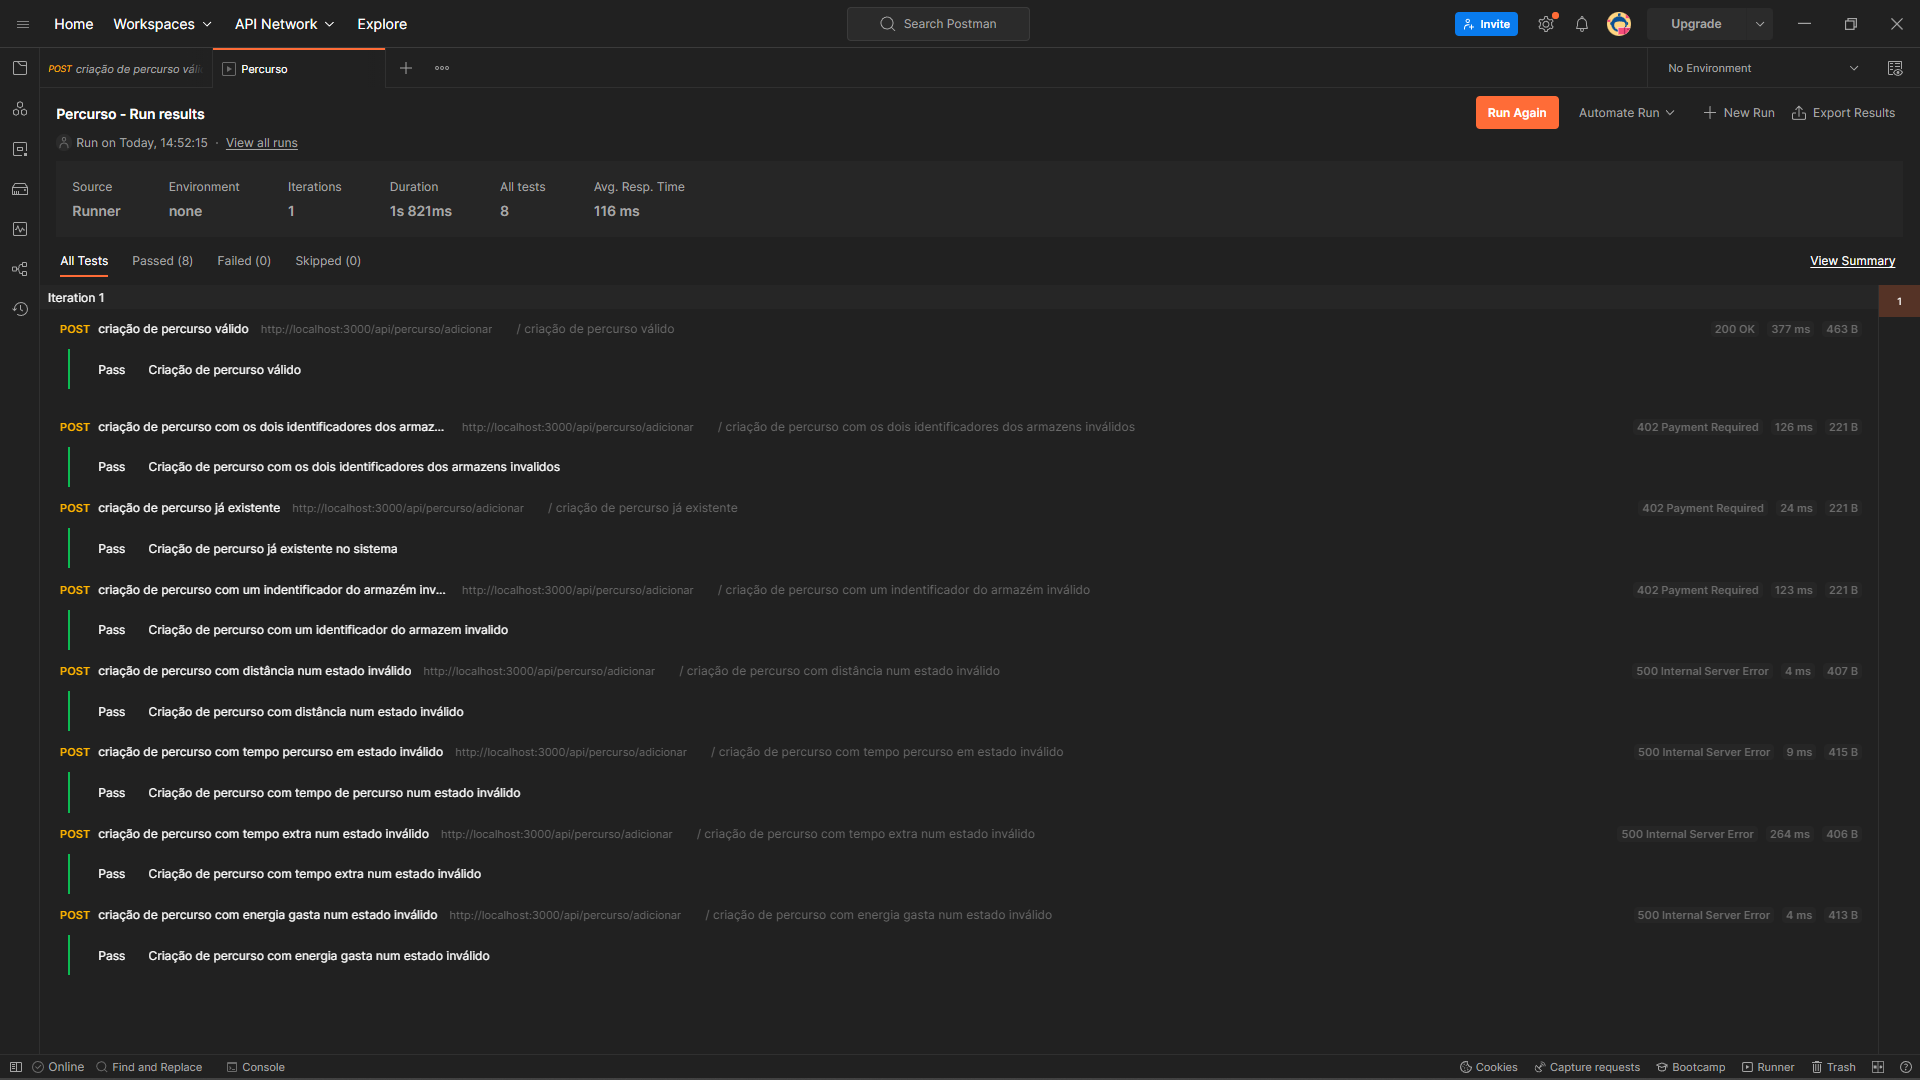 Home Workspaces API Network Explore Search Postman Invite Upgrade
POST criação de percurso váli Percurso No Environment
Percurso - Run results Run Again Automate Run New Run Export Results
Run on Today, 14:52:15 · View all runs
Source Environment Iterations Duration All tests Avg. Resp. Time
Runner none 1 1s 821ms 8 116 ms
All Tests Passed (8) Failed (0) Skipped (0) View Summary
Iteration 1 1
POST criação de percurso válido http://localhost:3000/api/percurso/adicionar / criação de percurso válido 200 OK 377 ms 463 B
Pass Criação de percurso válido
POST criação de percurso com os dois identificadores dos armaz... http://localhost:3000/api/percurso/adicionar / criação de percurso com os dois identificadores dos armazens inválidos 402 Payment Required 126 ms 221 B
Pass Criação de percurso com os dois identificadores dos armazens invalidos
POST criação de percurso já existente http://localhost:3000/api/percurso/adicionar / criação de percurso já existente 402 Payment Required 24 ms 221 B
Pass Criação de percurso já existente no sistema
POST criação de percurso com um indentificador do armazém inv... http://localhost:3000/api/percurso/adicionar / criação de percurso com um indentificador do armazém inválido 402 Payment Required 123 ms 221 B
Pass Criação de percurso com um identificador do armazem invalido
POST criação de percurso com distância num estado inválido http://localhost:3000/api/percurso/adicionar / criação de percurso com distância num estado inválido 500 Internal Server Error 4 ms 407 B
Pass Criação de percurso com distância num estado inválido
POST criação de percurso com tempo percurso em estado inválido http://localhost:3000/api/percurso/adicionar / criação de percurso com tempo percurso em estado inválido 500 Internal Server Error 9 ms 415 B
Pass Criação de percurso com tempo de percurso num estado inválido
POST criação de percurso com tempo extra num estado inválido http://localhost:3000/api/percurso/adicionar / criação de percurso com tempo extra num estado inválido 500 Internal Server Error 264 ms 406 B
Pass Criação de percurso com tempo extra num estado inválido
POST criação de percurso com energia gasta num estado inválido http://localhost:3000/api/percurso/adicionar / criação de percurso com energia gasta num estado inválido 500 Internal Server Error 4 ms 413 B
Pass Criação de percurso com energia gasta num estado inválido
Online Find and Replace Console Cookies Capture requests Bootcamp Runner Trash